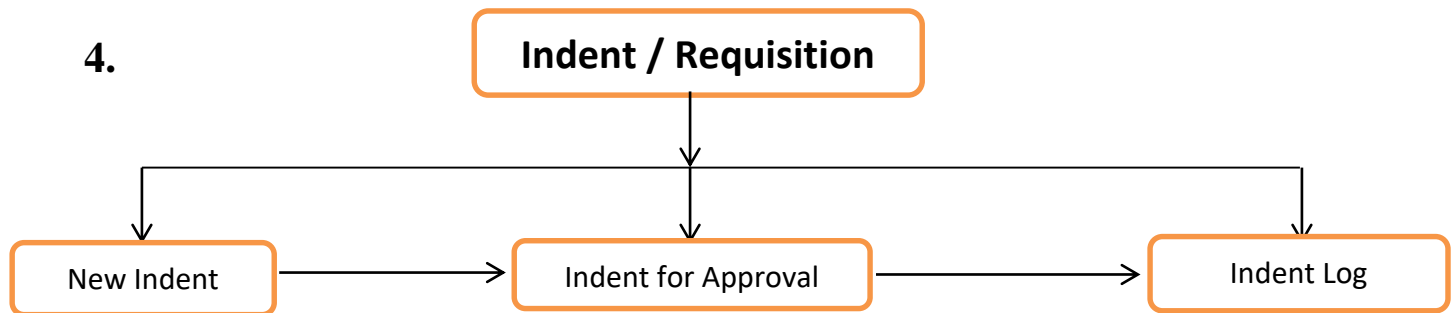 4.
Indent / Requisition
New Indent
Indent for Approval
Indent Log